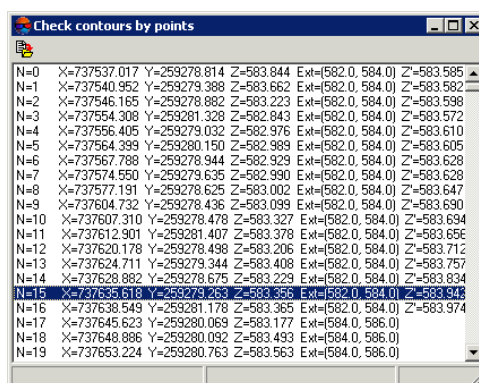 Check contours by points
N=0 X=737537.017 Y=259278.814 Z=583.844 Ext=(582.0, 584.0) Z'=583.585
N=1 X=737540.952 Y=259279.388 Z=583.662 Ext=(582.0, 584.0) Z'=583.582
N=2 X=737546.165 Y=259278.882 Z=583.223 Ext=(582.0, 584.0) Z'=583.598
N=3 X=737554.308 Y=259281.328 Z=582.843 Ext=(582.0, 584.0) Z'=583.572
N=4 X=737556.405 Y=259279.032 Z=582.976 Ext=(582.0, 584.0) Z'=583.610
N=5 X=737564.399 Y=259280.150 Z=582.989 Ext=(582.0, 584.0) Z'=583.605
N=6 X=737567.788 Y=259278.944 Z=582.929 Ext=(582.0, 584.0) Z'=583.628
N=7 X=737574.550 Y=259279.635 Z=582.990 Ext=(582.0, 584.0) Z'=583.628
N=8 X=737577.191 Y=259278.625 Z=583.002 Ext=(582.0, 584.0) Z'=583.647
N=9 X=737604.732 Y=259278.436 Z=583.099 Ext=(582.0, 584.0) Z'=583.690
N=10 X=737607.310 Y=259278.478 Z=583.327 Ext=(582.0, 584.0) Z'=583.694
N=11 X=737612.901 Y=259281.407 Z=583.378 Ext=(582.0, 584.0) Z'=583.656
N=12 X=737620.178 Y=259278.498 Z=583.206 Ext=(582.0, 584.0) Z'=583.712
N=13 X=737624.711 Y=259279.344 Z=583.408 Ext=(582.0, 584.0) Z'=583.757
N=14 X=737628.882 Y=259278.675 Z=583.229 Ext=(582.0, 584.0) Z'=583.834
N=15 X=737635.618 Y=259279.263 Z=583.356 Ext=(582.0, 584.0) Z'=583.942
N=16 X=737638.549 Y=259281.178 Z=583.365 Ext=(582.0, 584.0) Z'=583.974
N=17 X=737645.623 Y=259280.069 Z=583.177 Ext=(584.0, 586.0)
N=18 X=737648.886 Y=259280.092 Z=583.493 Ext=(584.0, 586.0)
N=19 X=737653.224 Y=259280.763 Z=583.563 Ext=(584.0, 586.0)